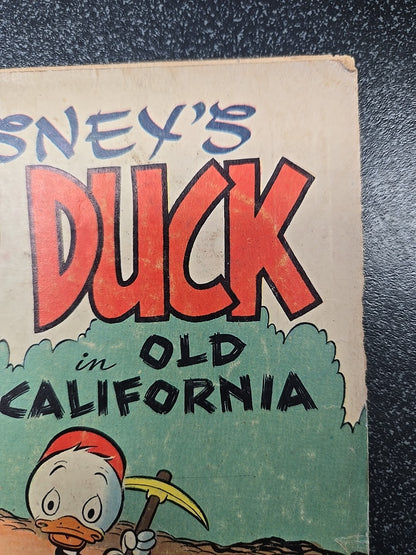 SNEY'S
DUCK
in OLD
CALIFORNIA